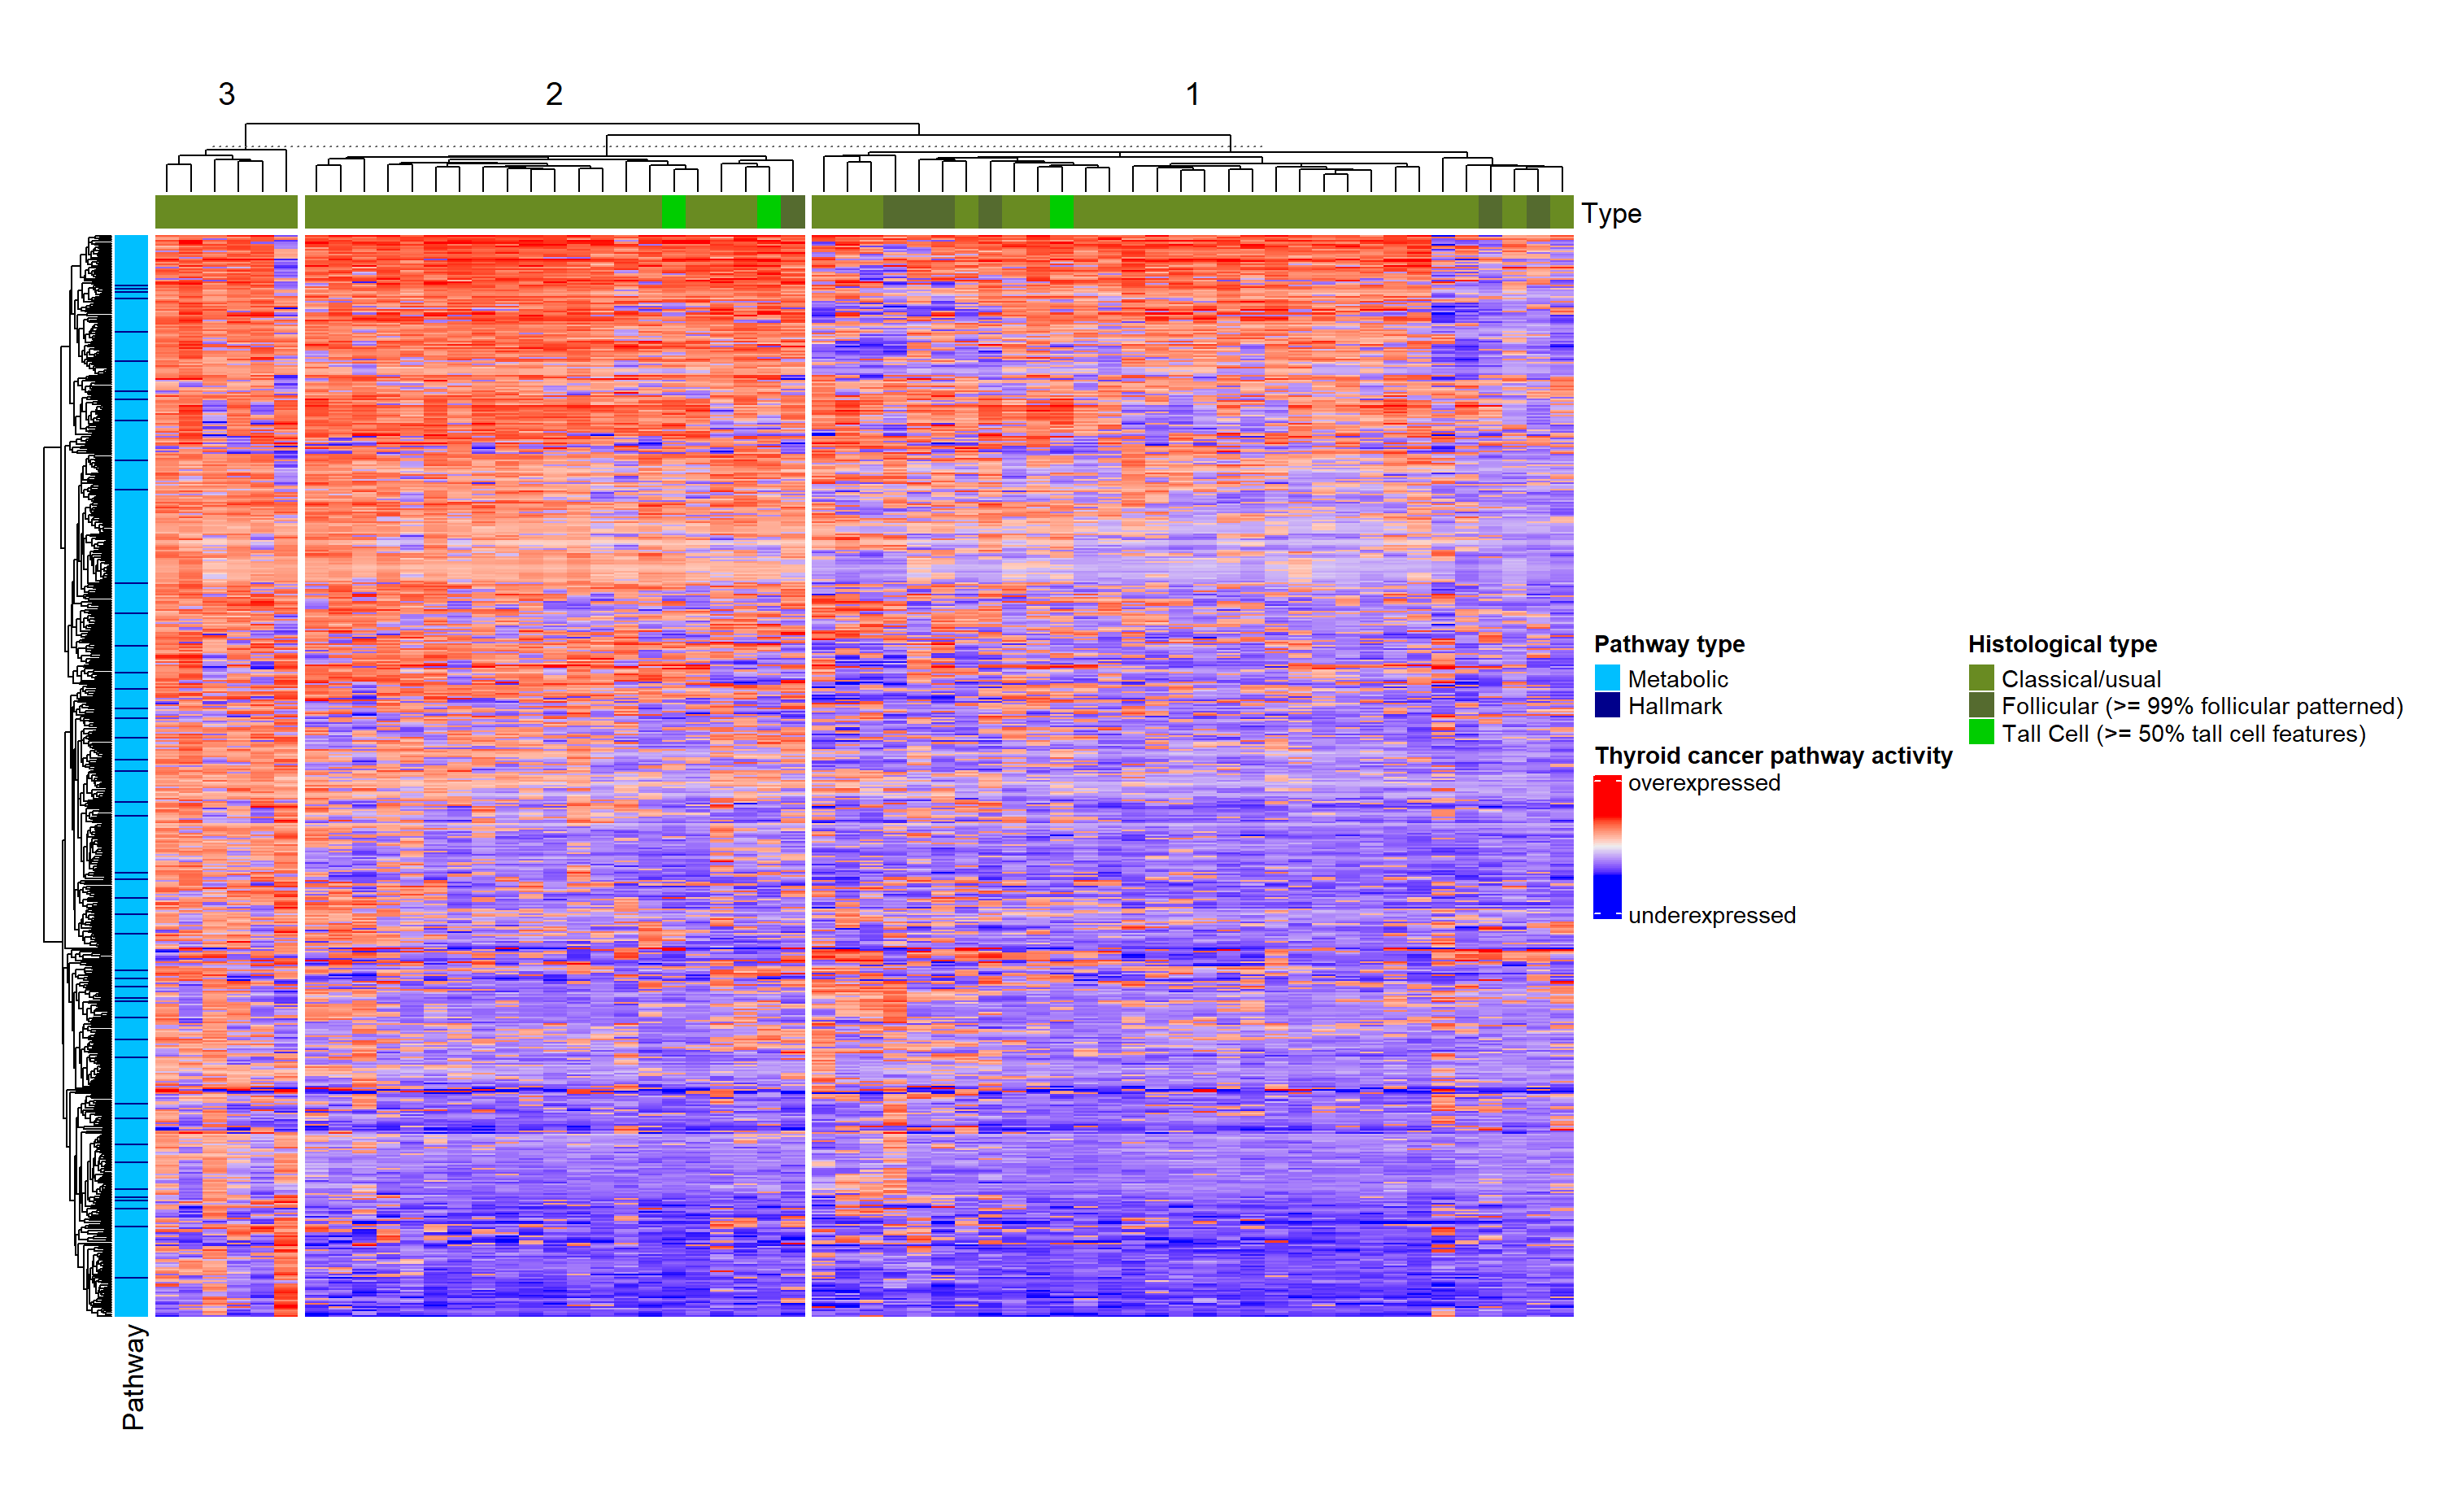 3 2 1
Type
Pathway type
Metabolic
Hallmark
Thyroid cancer pathway activity
overexpressed
underexpressed
Histological type
Classical/usual
Follicular (>= 99% follicular patterned)
Tall Cell (>= 50% tall cell features)
Pathway